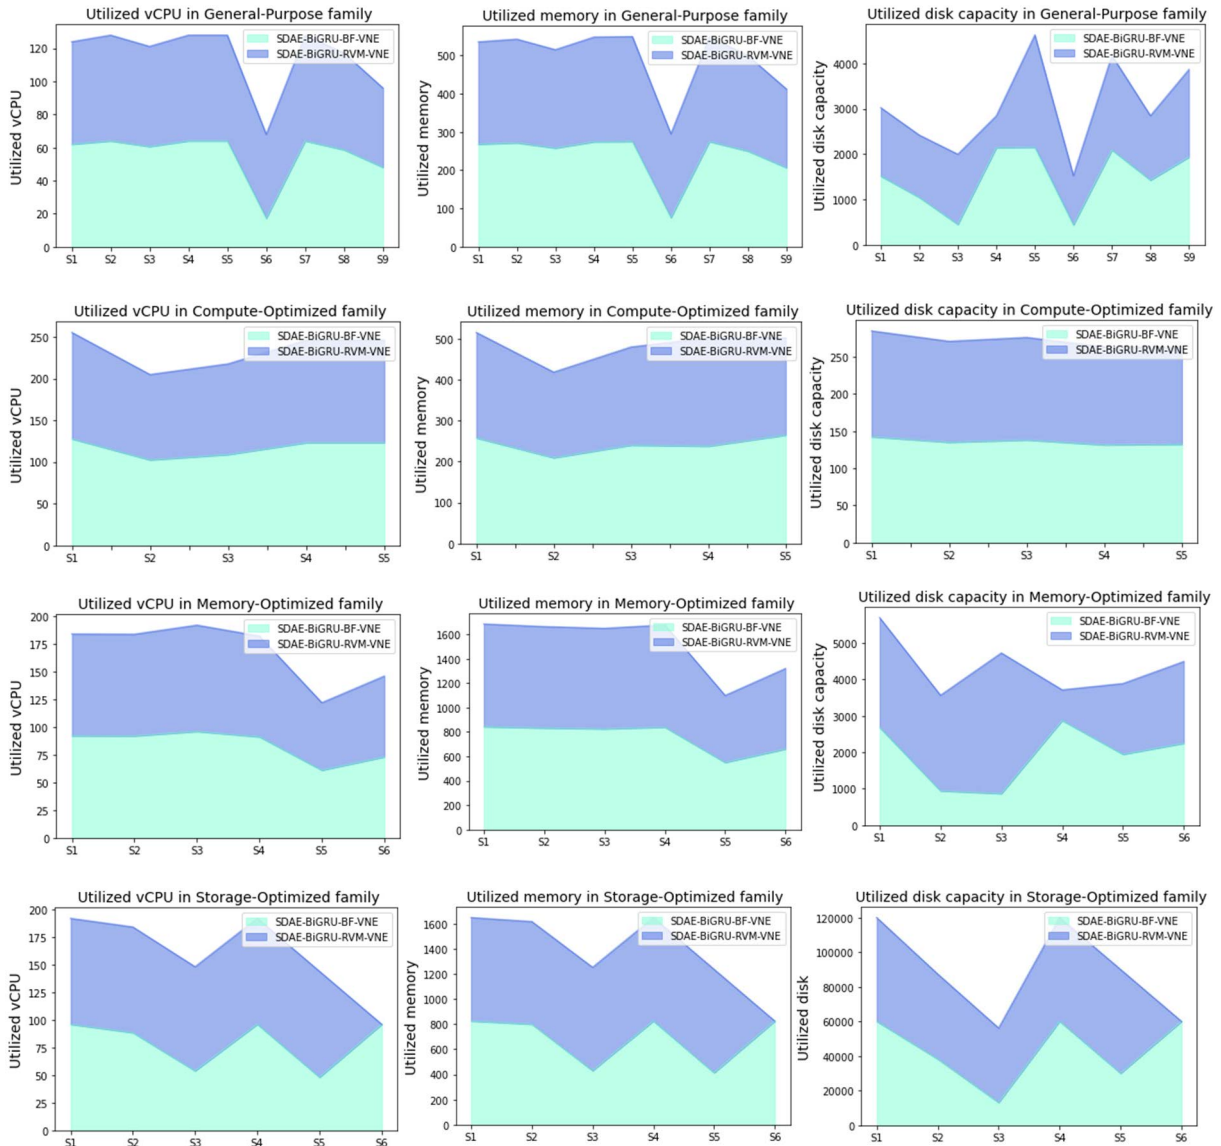 Utilized vCPU in General-Purpose family
SDAE-BiGRU-BF-VNE
SDAE-BiGRU-RVM-VNE
Utilized vCPU
120
100
80
60
40
20
0
S1 S2 S3 S4 S5 S6 S7 S8 S9
Utilized memory in General-Purpose family
SDAE-BiGRU-BF-VNE
SDAE-BiGRU-RVM-VNE
Utilized memory
500
400
300
200
100
0
S1 S2 S3 S4 S5 S6 S7 S8 S9
Utilized disk capacity in General-Purpose family
SDAE-BiGRU-BF-VNE
SDAE-BiGRU-RVM-VNE
Utilized disk capacity
4000
3000
2000
1000
0
S1 S2 S3 S4 S5 S6 S7 S8 S9
Utilized vCPU in Compute-Optimized family
SDAE-BiGRU-BF-VNE
SDAE-BiGRU-RVM-VNE
Utilized vCPU
250
200
150
100
50
0
S1 S2 S3 S4 S5
Utilized memory in Compute-Optimized family
SDAE-BiGRU-BF-VNE
SDAE-BiGRU-RVM-VNE
Utilized memory
500
400
300
200
100
0
S1 S2 S3 S4 S5
Utilized disk capacity in Compute-Optimized family
SDAE-BiGRU-BF-VNE
SDAE-BiGRU-RVM-VNE
Utilized disk capacity
250
200
150
100
50
0
S1 S2 S3 S4 S5
Utilized vCPU in Memory-Optimized family
SDAE-BiGRU-BF-VNE
SDAE-BiGRU-RVM-VNE
Utilized vCPU
200
175
150
125
100
75
50
25
0
S1 S2 S3 S4 S5 S6
Utilized memory in Memory-Optimized family
SDAE-BiGRU-BF-VNE
SDAE-BiGRU-RVM-VNE
Utilized memory
1600
1400
1200
1000
800
600
400
200
0
S1 S2 S3 S4 S5 S6
Utilized disk capacity in Memory-Optimized family
SDAE-BiGRU-BF-VNE
SDAE-BiGRU-RVM-VNE
Utilized disk capacity
5000
4000
3000
2000
1000
0
S1 S2 S3 S4 S5 S6
Utilized vCPU in Storage-Optimized family
SDAE-BiGRU-BF-VNE
SDAE-BiGRU-RVM-VNE
Utilized vCPU
200
175
150
125
100
75
50
25
0
S1 S2 S3 S4 S5 S6
Utilized memory in Storage-Optimized family
SDAE-BiGRU-BF-VNE
SDAE-BiGRU-RVM-VNE
Utilized memory
1600
1400
1200
1000
800
600
400
200
0
S1 S2 S3 S4 S5 S6
Utilized disk capacity in Storage-Optimized family
SDAE-BiGRU-BF-VNE
SDAE-BiGRU-RVM-VNE
Utilized disk
120000
100000
80000
60000
40000
20000
0
S1 S2 S3 S4 S5 S6